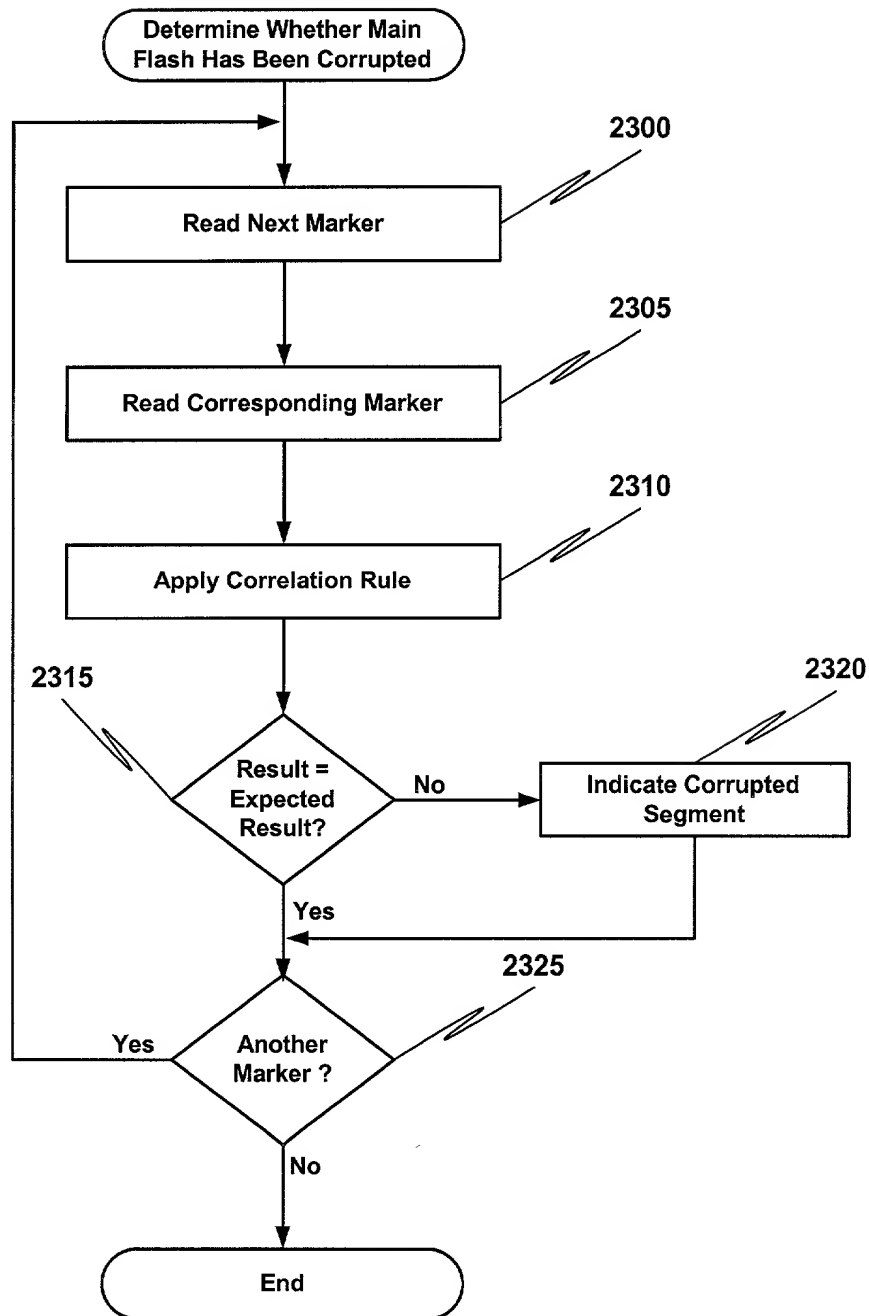 Determine Whether Main
Flash Has Been Corrupted
2300
Read Next Marker
2305
Read Corresponding Marker
2310
Apply Correlation Rule
2315
2320
Result =
Expected
Result?
No
Indicate Corrupted
Segment
Yes
2325
Yes
Another
Marker ?
No
End